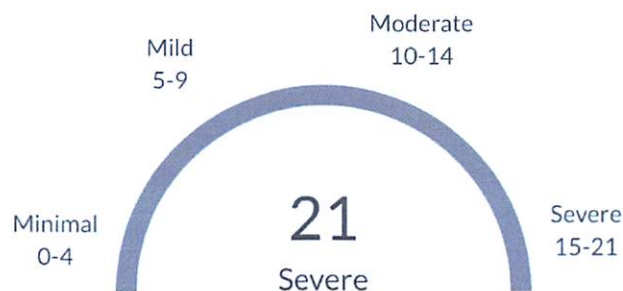 Moderate
10-14
Mild
5-9
Minimal
0-4
21
Severe
Severe
15-21